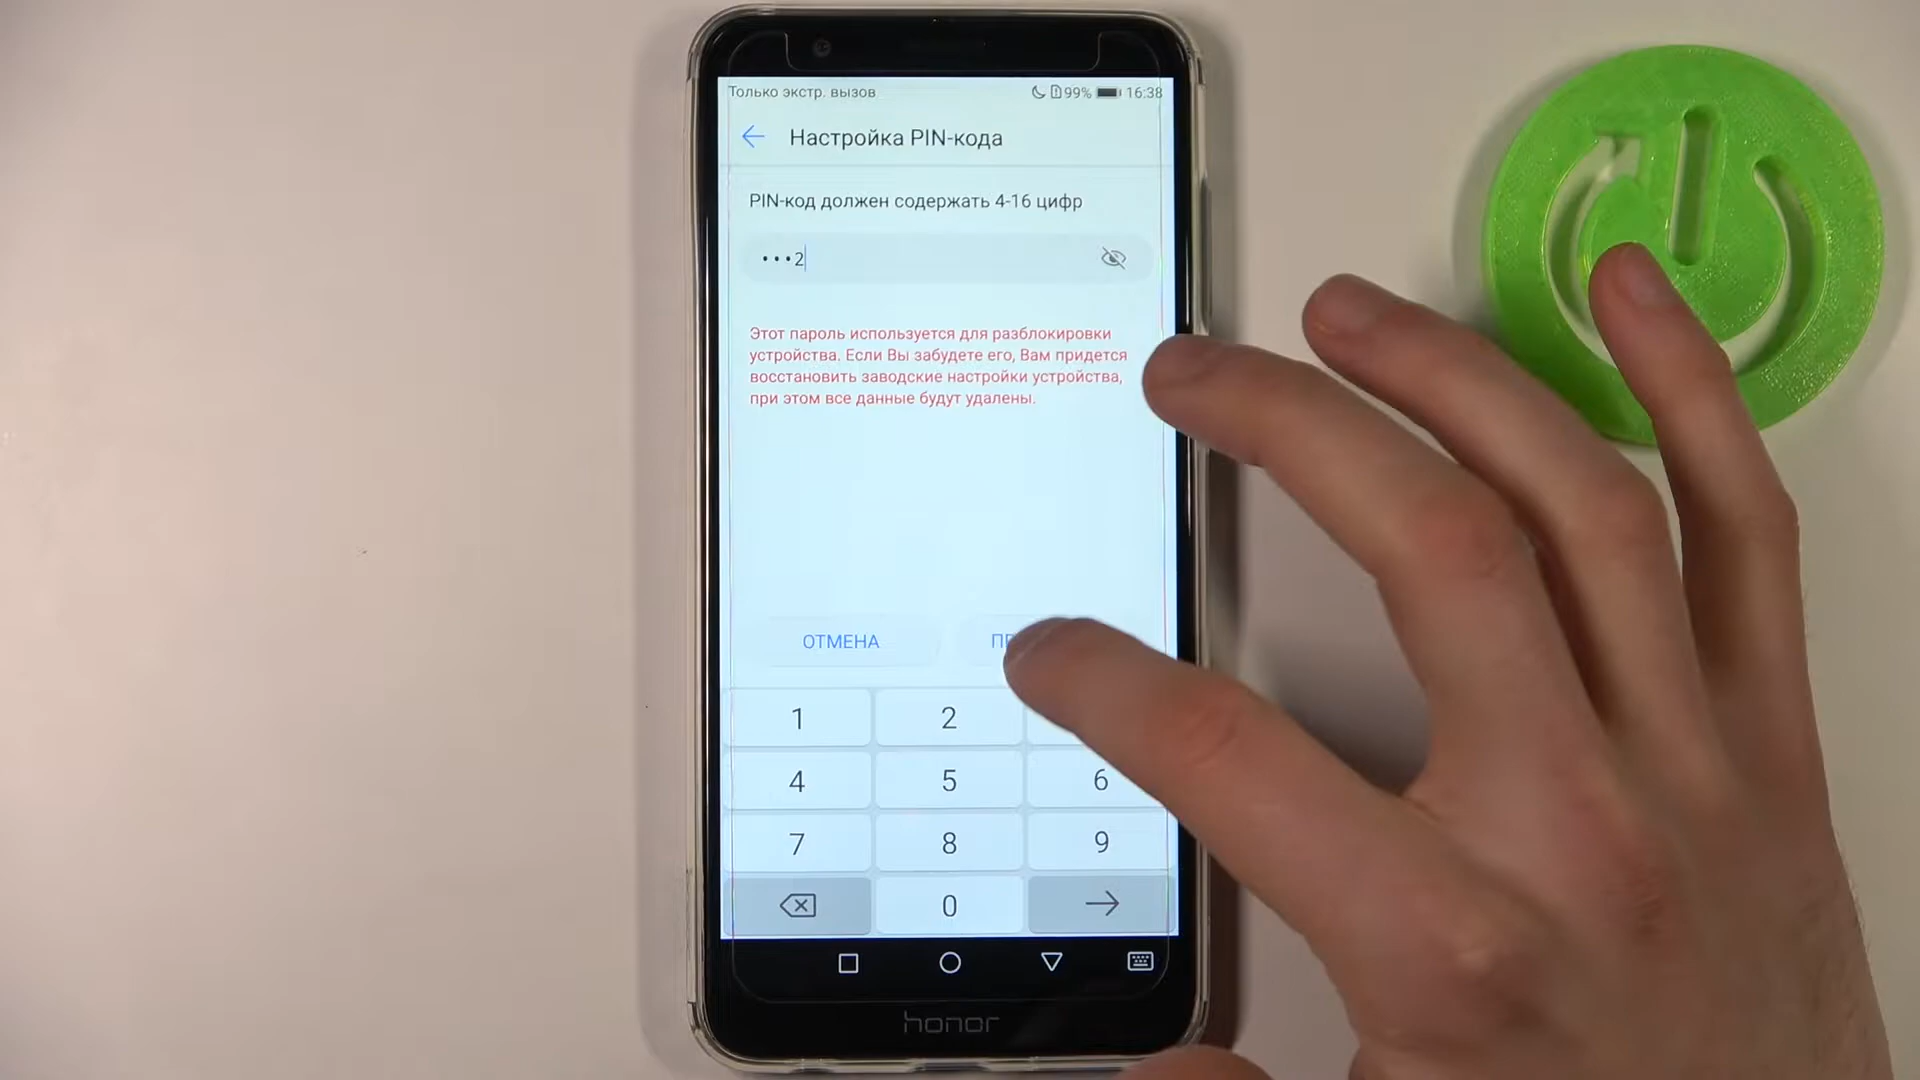 Только экстр. вызов 99% 16:38
Настройка PIN-кода
PIN-код должен содержать 4-16 цифр
•••2
Этот пароль используется для разблокировки
устройства. Если Вы забудете его, Вам придется
восстановить заводские настройки устройства,
при этом все данные будут удалены.
ОТМЕНА
1 2
4 5 6
7 8 9
0
honor